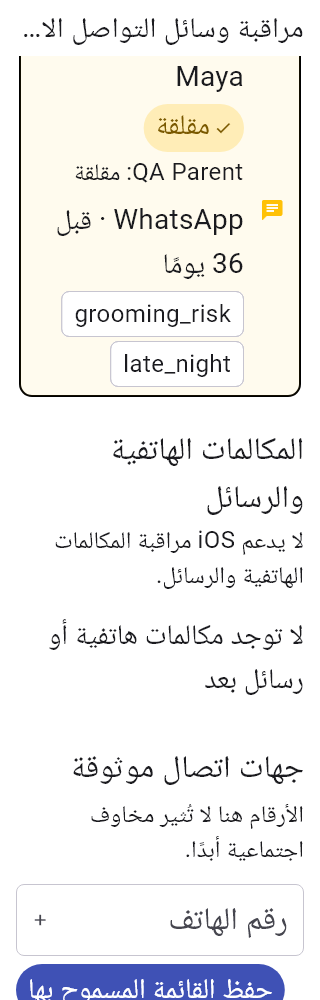 مراقبة وسائل التواصل الا...
Maya
مقلقة
QA Parent: مقلقة
WhatsApp · قبل
36 يومًا
grooming_risk
late_night
المكالمات الهاتفية
والرسائل
لا يدعم iOS مراقبة المكالمات
الهاتفية والرسائل.
لا توجد مكالمات هاتفية أو
رسائل بعد
جهات اتصال موثوقة
الأرقام هنا لا تُثير مخاوف
اجتماعية أبدًا.
رقم الهاتف
+
حفظ القائمة المسموح بها